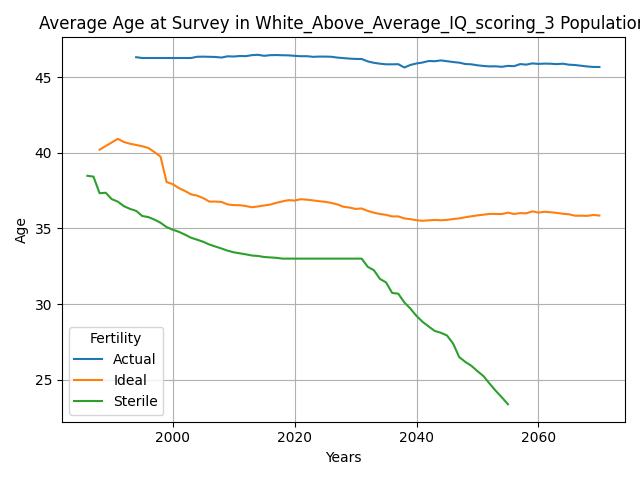 Average Age at Survey in White_Above_Average_IQ_scoring_3 Population
Age
45
40
35
30
25
Fertility
Actual
Ideal
Sterile
2000
2020
2040
2060
Years